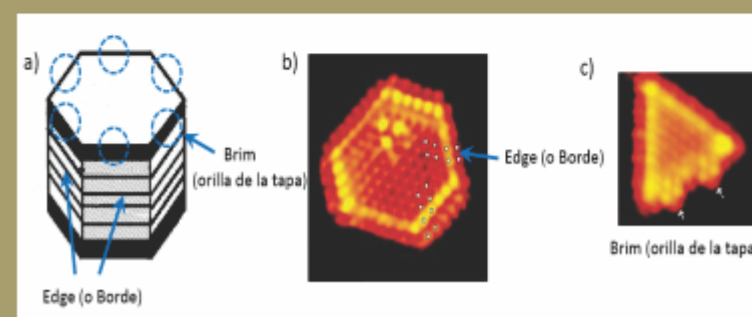 a)
b)
c)
Brim
(orilla de la tapa)
Edge (o Borde)
Edge (o Borde)
Brim (orilla de la tapa